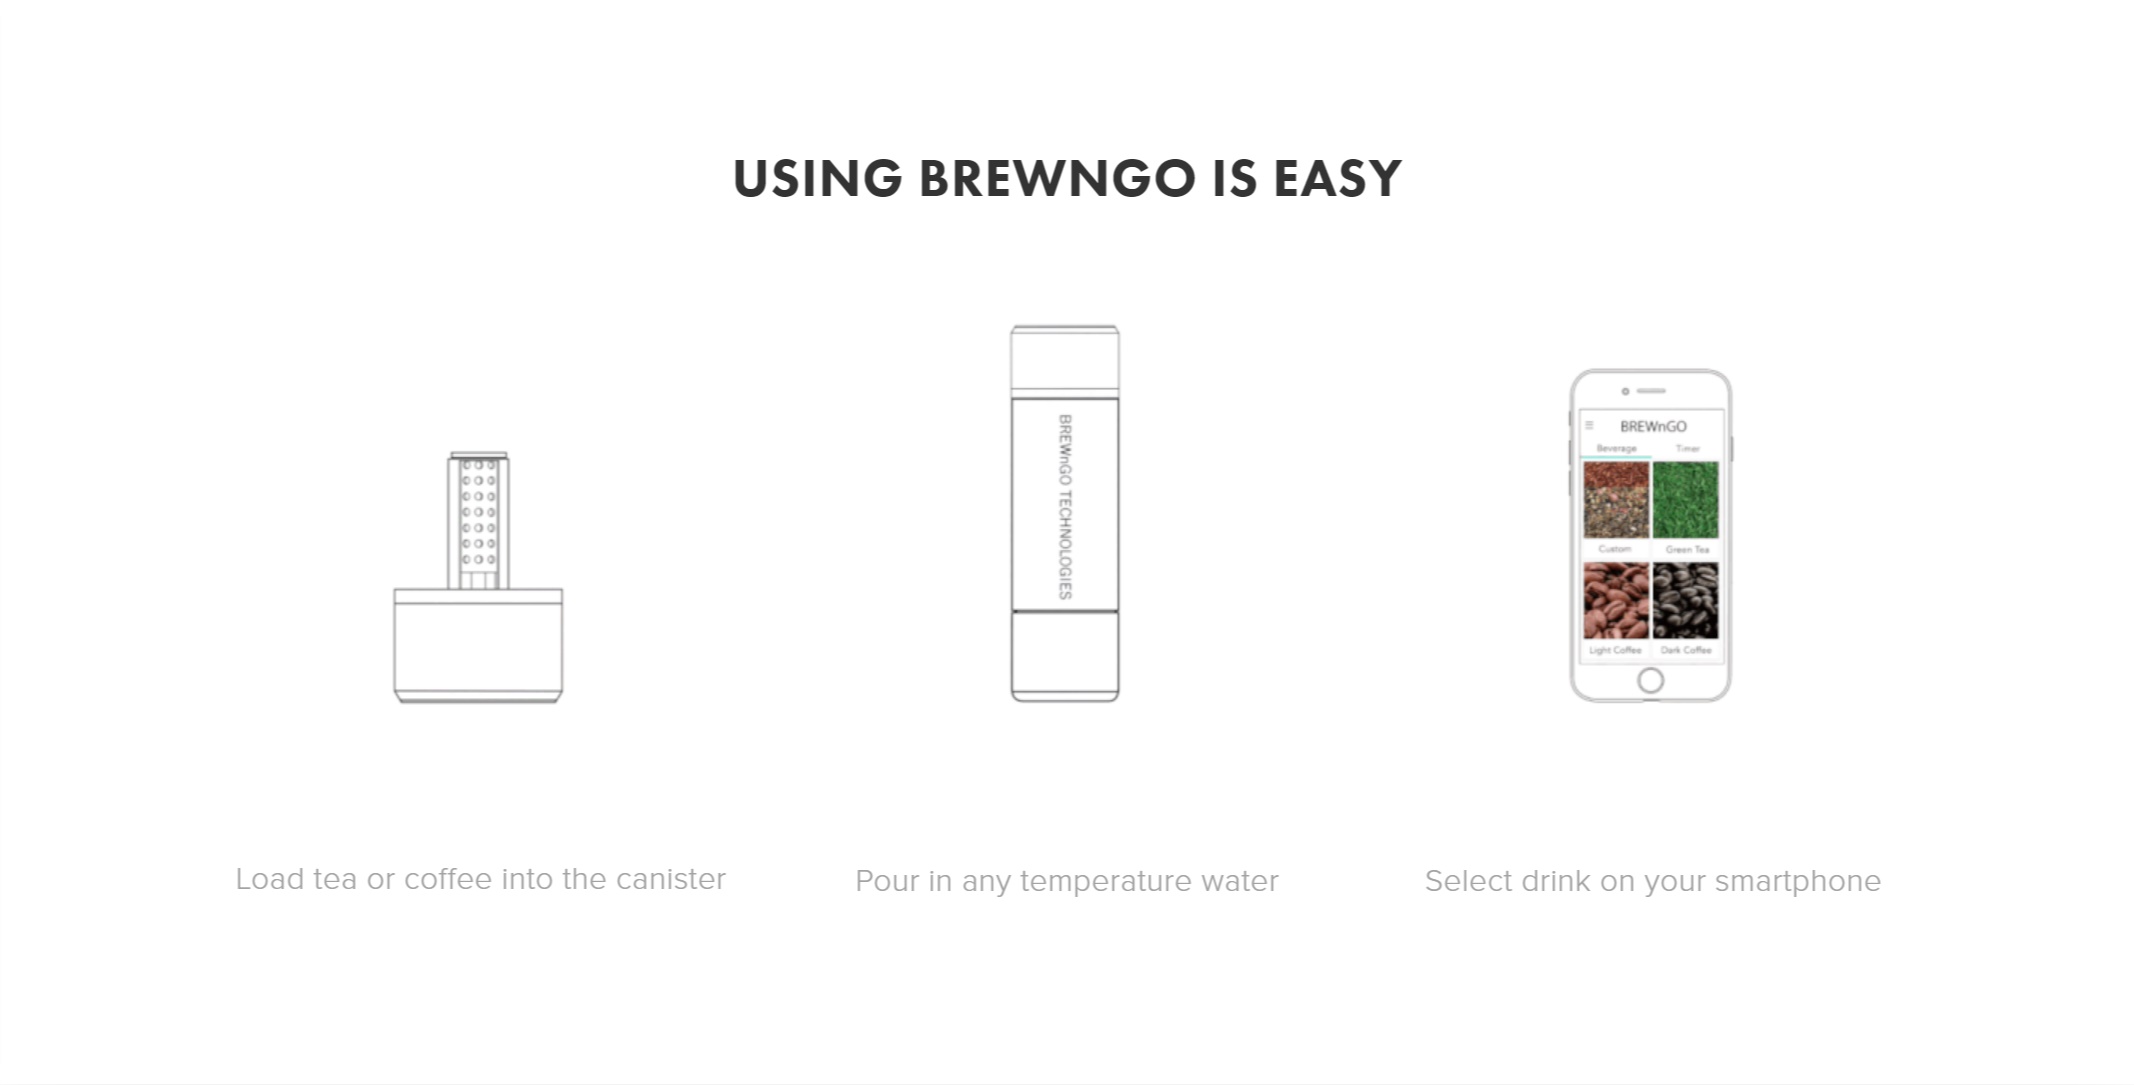 USING BREWNGO IS EASY
BREWnGO TECHNOLOGIES
BREWnGO
Beverage Timer
Custom Green Tea
Light Coffee Dark Coffee
Load tea or coffee into the canister
Pour in any temperature water
Select drink on your smartphone